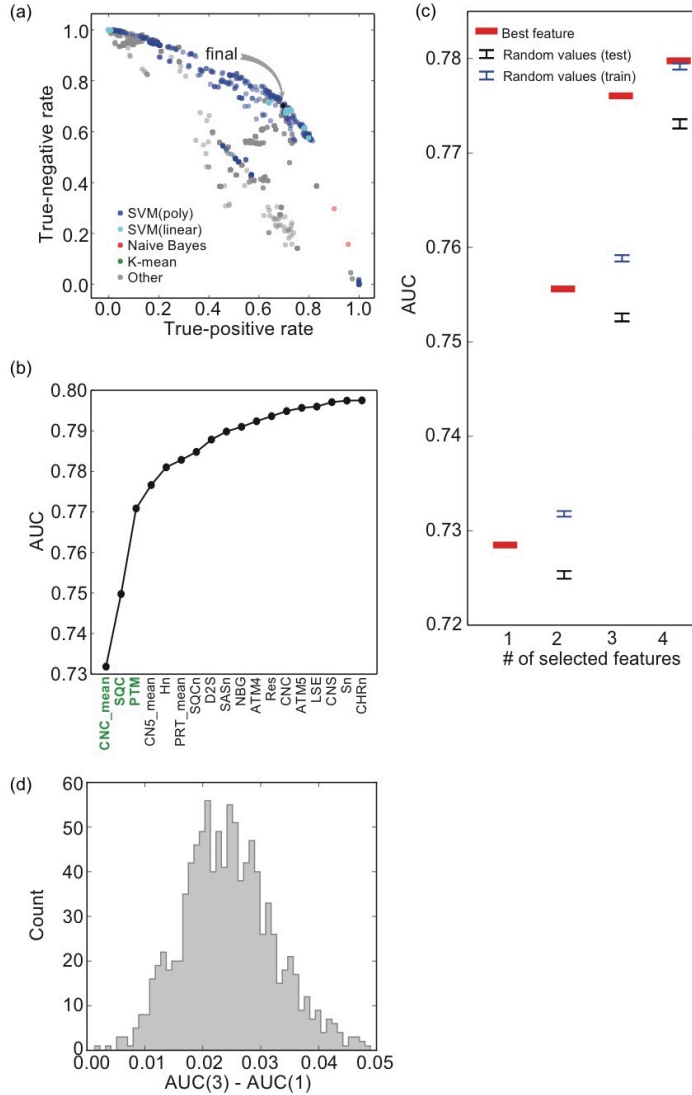 (a)
final
True-negative rate
1.0
0.8
0.6
0.4
0.2
0.0
SVM(poly)
SVM(linear)
Naive Bayes
K-mean
Other
0.0 0.2 0.4 0.6 0.8 1.0
True-positive rate
(b)
AUC
0.80
0.79
0.78
0.77
0.76
0.75
0.74
0.73
CNC_mean
SQC
PTM
CN5_mean
Hn
PRT_mean
SQCn
D2S
SASn
NBG
ATM4
Res
CNC
ATM5
LSE
CNS
Sn
CHRn
(c)
Best feature
Random values (test)
Random values (train)
AUC
0.78
0.77
0.76
0.75
0.74
0.73
0.72
1 2 3 4
# of selected features
(d)
Count
60
50
40
30
20
10
0
0.00 0.01 0.02 0.03 0.04 0.05
AUC(3) - AUC(1)